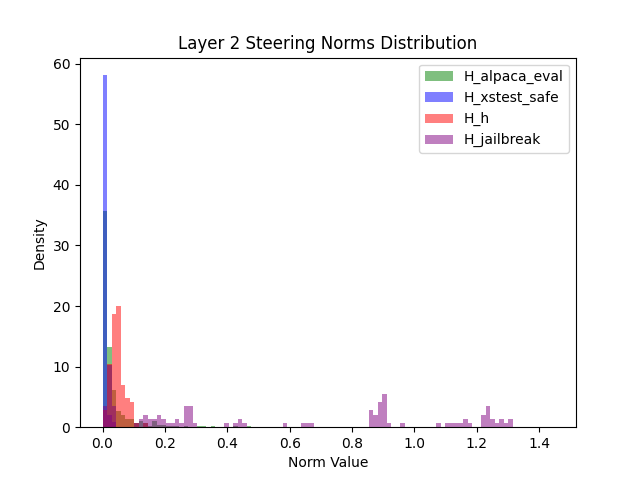 Layer 2 Steering Norms Distribution
H_alpaca_eval
H_xstest_safe
H_h
H_jailbreak
Density
60
50
40
30
20
10
0
0.0 0.2 0.4 0.6 0.8 1.0 1.2 1.4
Norm Value